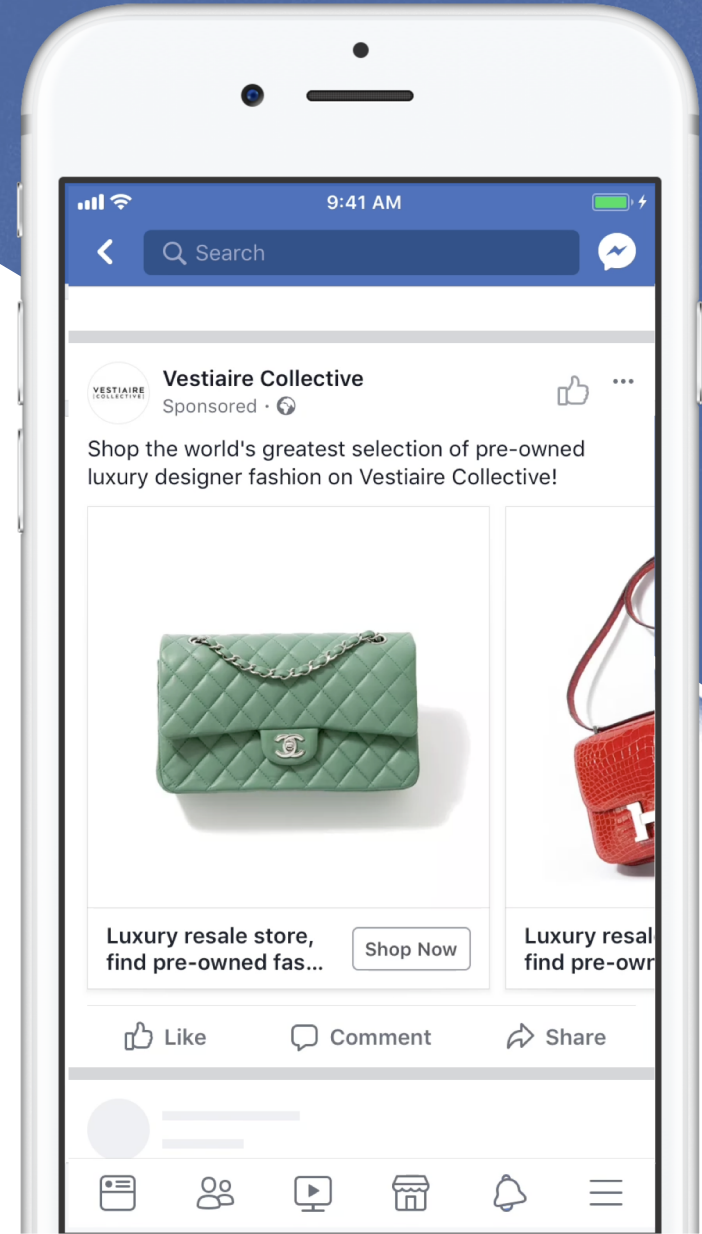 9:41 AM
Search
VESTIAIRE
|COLLECTIVE|
Vestiaire Collective
Sponsored ·
Shop the world's greatest selection of pre-owned
luxury designer fashion on Vestiaire Collective!
H
Luxury resale store,
find pre-owned fas...
Shop Now
Luxury resal
find pre-owr
Like
Comment
Share